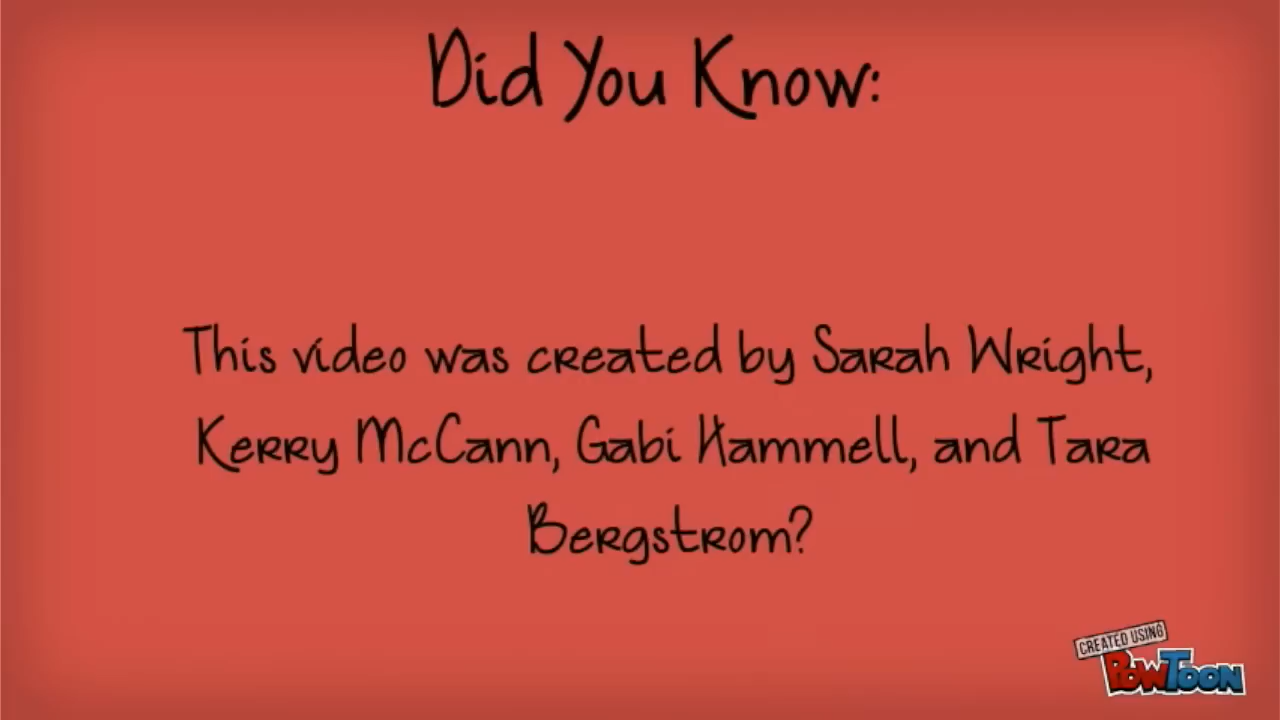 Did You Know:
This video was created by Sarah Wright,
Kerry McCann, Gabi Hammell, and Tara
Bergstrom?
CREATED USING
POWTOON